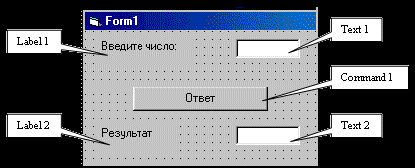 Form1
Text 1
Label 1
Введите число:
Command 1
Ответ
Label 2
Результат
Text 2